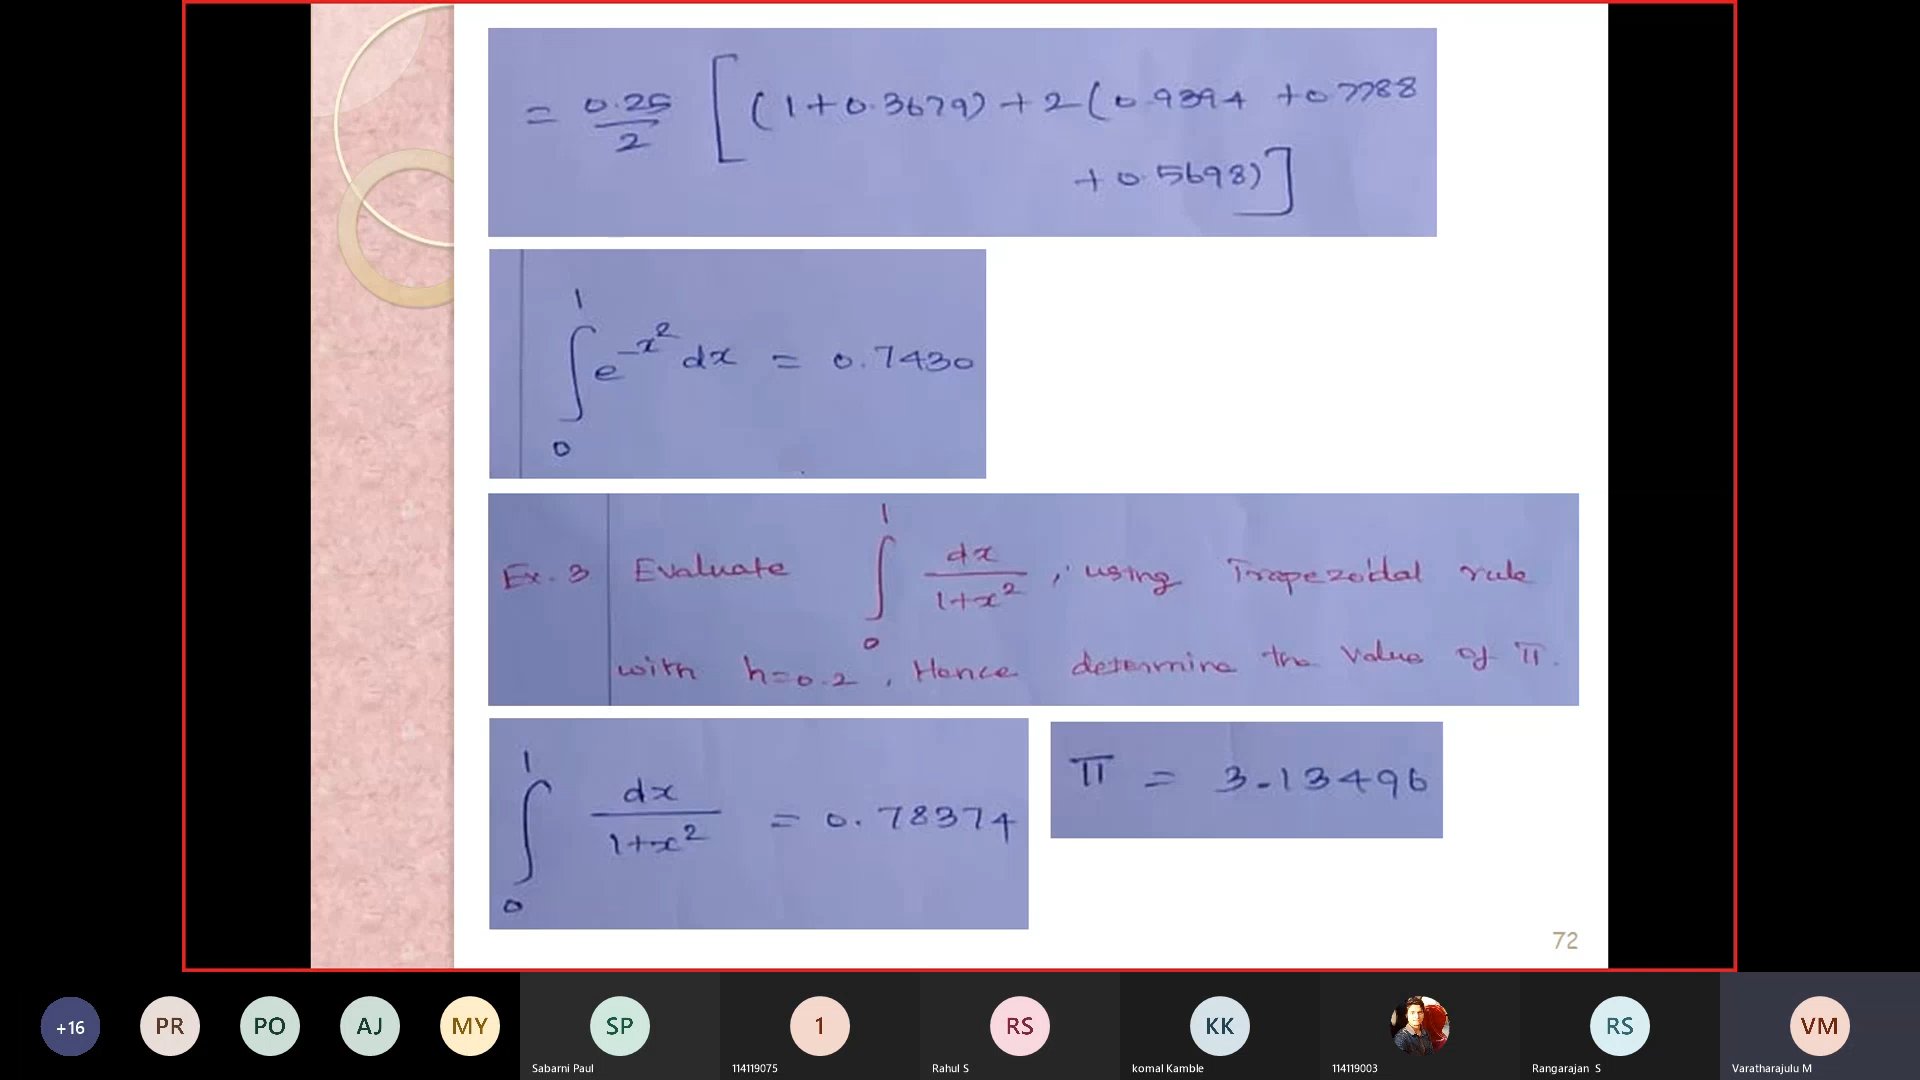 = 0.25/2 [(1+0.3679)+2(0.9394 +0.7788
+0.5698)]
∫₀¹ e^{-x²} dx = 0.7430
Ex. 3 Evaluate ∫₀¹ dx/(1+x²), using Trapezoidal rule
with h=0.2, Hence determine the value of π.
∫₀¹ dx/(1+x²) = 0.78374
π = 3.13496
72
+16 PR PO AJ MY SP 1 RS KK RS VM
Sabarni Paul 114119075 Rahul S komal Kamble 114119003 Rangarajan S Varatharajulu M